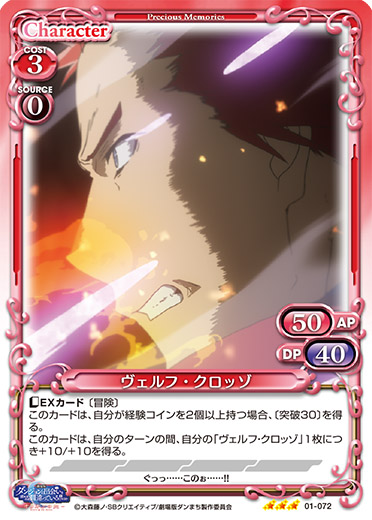 Precious Memories
Character
COST
3
SOURCE
0
50 AP
DP 40
ヴェルフ・クロッゾ
EXカード〔冒険〕
このカードは、自分が経験コインを2個以上持つ場合、〔突破30〕を得
る。
このカードは、自分のターンの間、自分の「ヴェルフ・クロッゾ」1枚につ
き+10/+10を得る。
ぐっっ……このぉ……!!
©大森藤ノ・SBクリエイティブ/劇場版ダンまち製作委員会
01-072